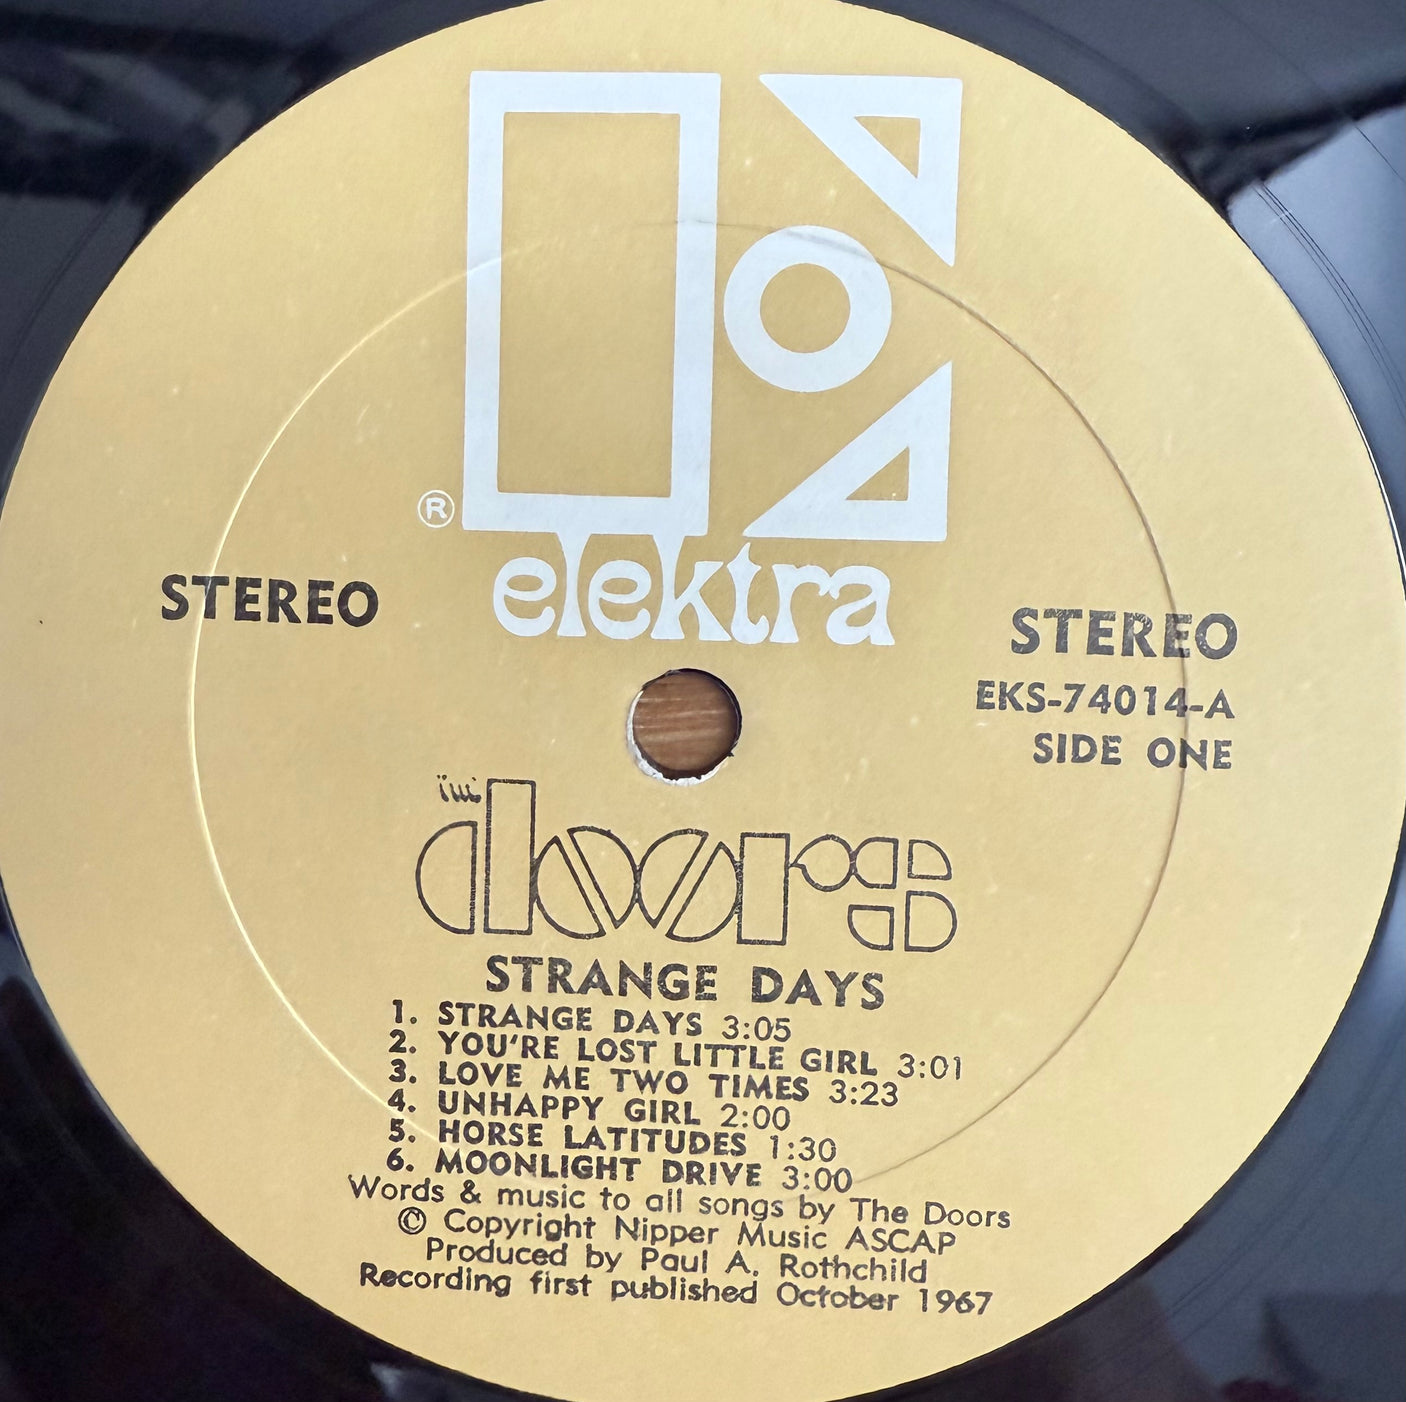 ®
elektra
STEREO
STEREO
EKS-74014-A
SIDE ONE
THE
doors
STRANGE DAYS
1. STRANGE DAYS 3:05
2. YOU'RE LOST LITTLE GIRL 3:01
3. LOVE ME TWO TIMES 3:23
4. UNHAPPY GIRL 2:00
5. HORSE LATITUDES 1:30
6. MOONLIGHT DRIVE 3:00
Words & music to all songs by The Doors
© Copyright Nipper Music ASCAP
Produced by Paul A. Rothchild
Recording first published October 1967